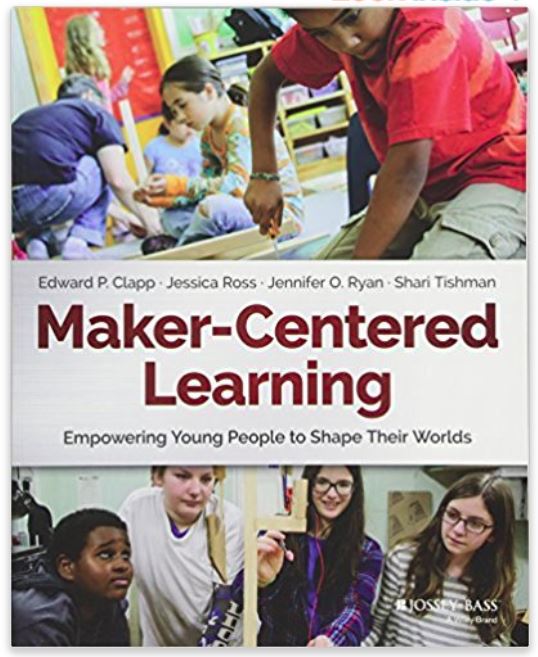 Edward P. Clapp · Jessica Ross · Jennifer O. Ryan · Shari Tishman
Maker-Centered
Learning
Empowering Young People to Shape Their Worlds
JOSSEY-BASS
A Wiley Brand